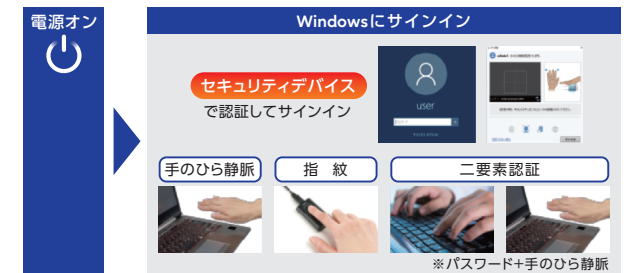 電源オン
Windowsにサインイン
セキュリティデバイス
で認証してサインイン
user
手のひら静脈
指 紋
二要素認証
※パスワード+手のひら静脈